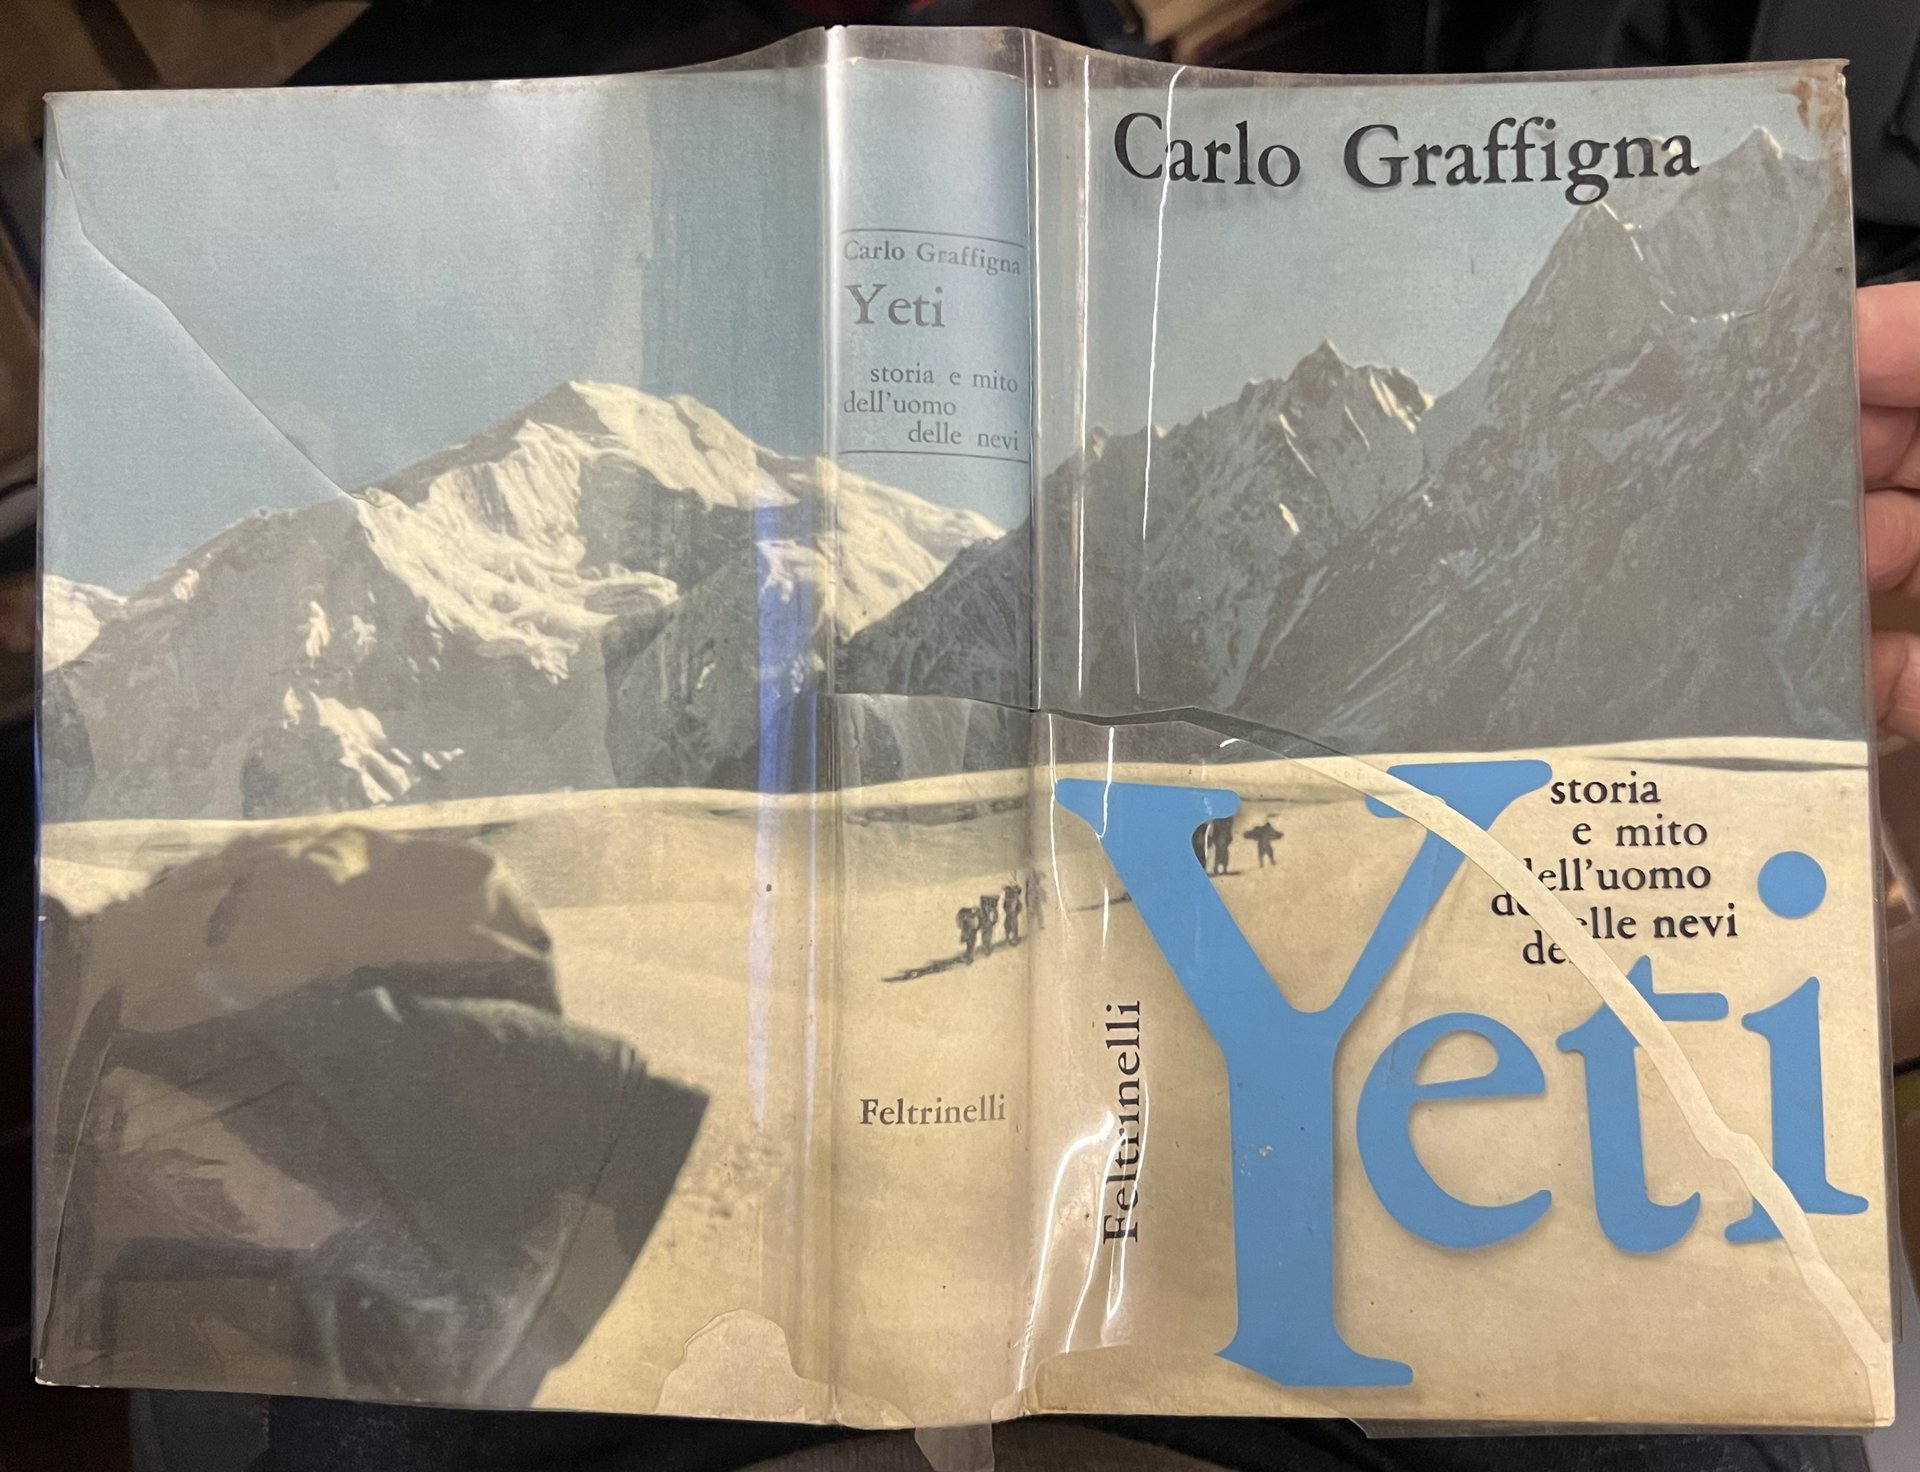 Carlo Graffigna
Yeti
storia e mito
dell'uomo
delle nevi
Feltrinelli
Carlo Graffigna
storia
e mito
dell'uomo
delle nevi
Yeti
Feltrinelli